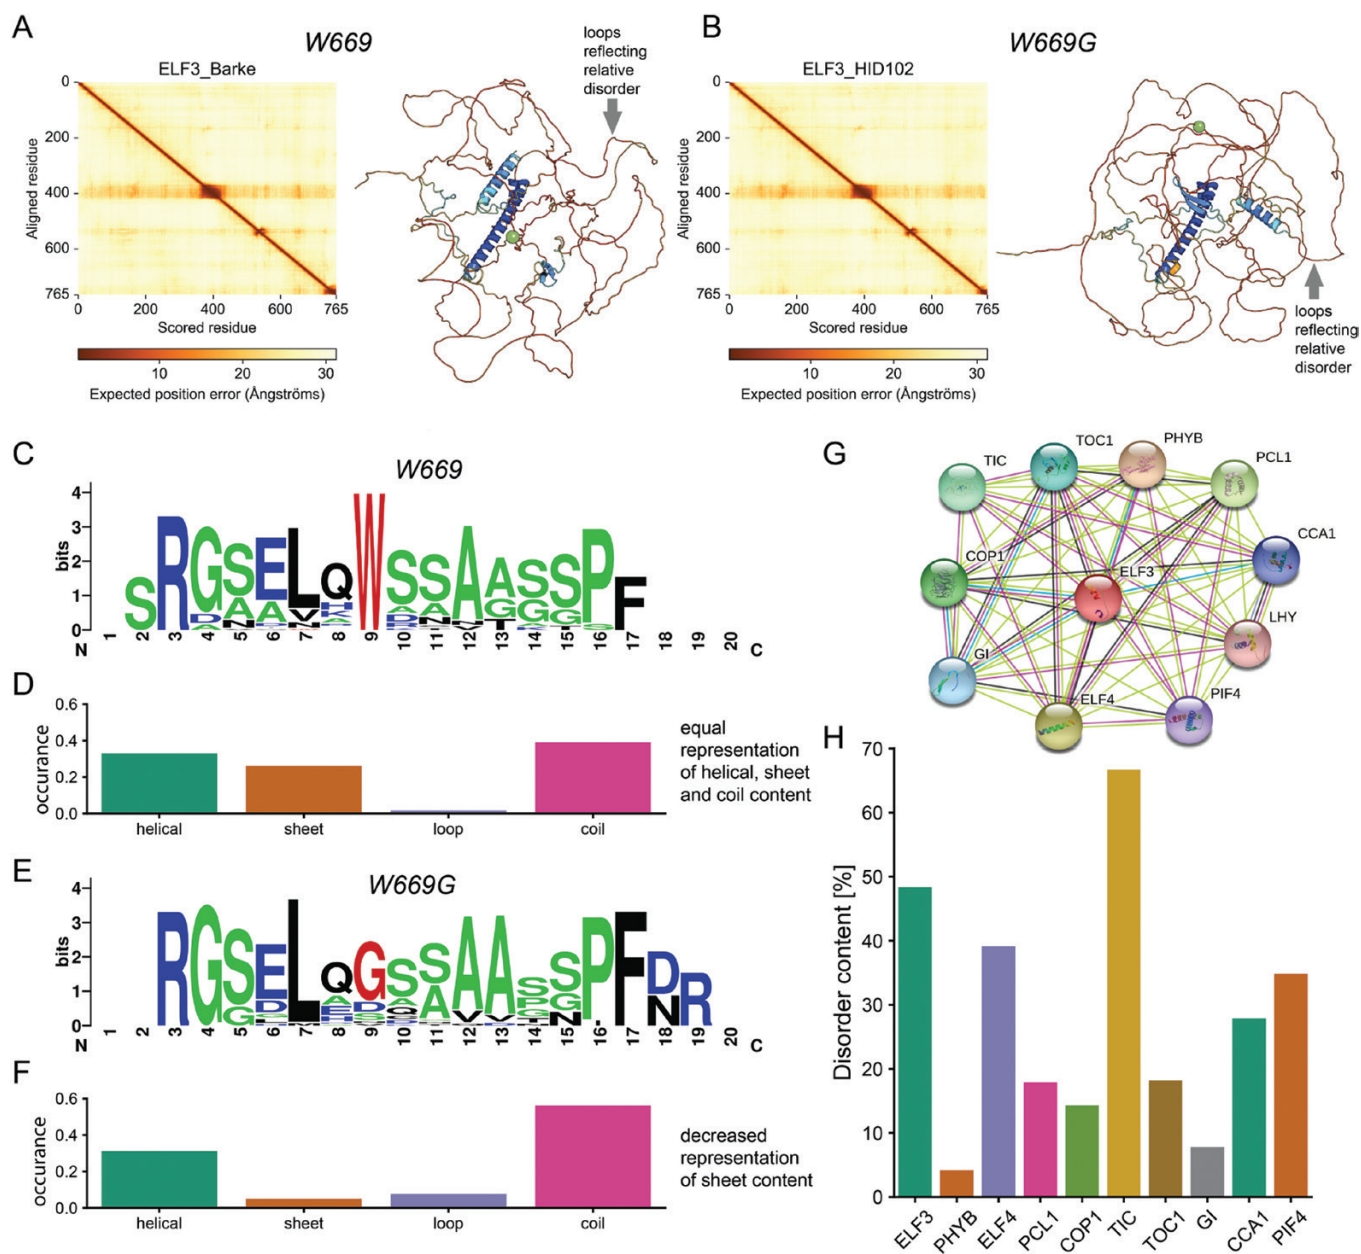 A
W669
ELF3_Barke
0
200
400
600
765
Aligned residue
0
200
400
600
765
Scored residue
10
20
30
Expected position error (Ångströms)
loops
reflecting
relative
disorder
B
W669G
ELF3_HID102
0
200
400
600
765
Aligned residue
0
200
400
600
765
Scored residue
10
20
30
Expected position error (Ångströms)
loops
reflecting
relative
disorder
C
W669
bits
4
3
2
1
0
SRGSELQWSSAASSPF
N
1 2 3 4 5 6 7 8 9 10 11 12 13 14 15 16 17 18 19 20
C
D
occurance
0.6
0.4
0.2
0.0
helical sheet loop coil
equal
representation
of helical, sheet
and coil content
E
W669G
bits
4
3
2
1
0
RGSELQGSSAASSPFDR
N
1 2 3 4 5 6 7 8 9 10 11 12 13 14 15 16 17 18 19 20
C
F
occurance
0.6
0.4
0.2
0.0
helical sheet loop coil
decreased
representation
of sheet content
G
TIC
TOC1
PHYB
PCL1
COP1
ELF3
CCA1
LHY
GI
ELF4
PIF4
H
Disorder content [%]
70
60
50
40
30
20
10
0
ELF3 PHYB ELF4 PCL1 COP1 TIC TOC1 GI CCA1 PIF4